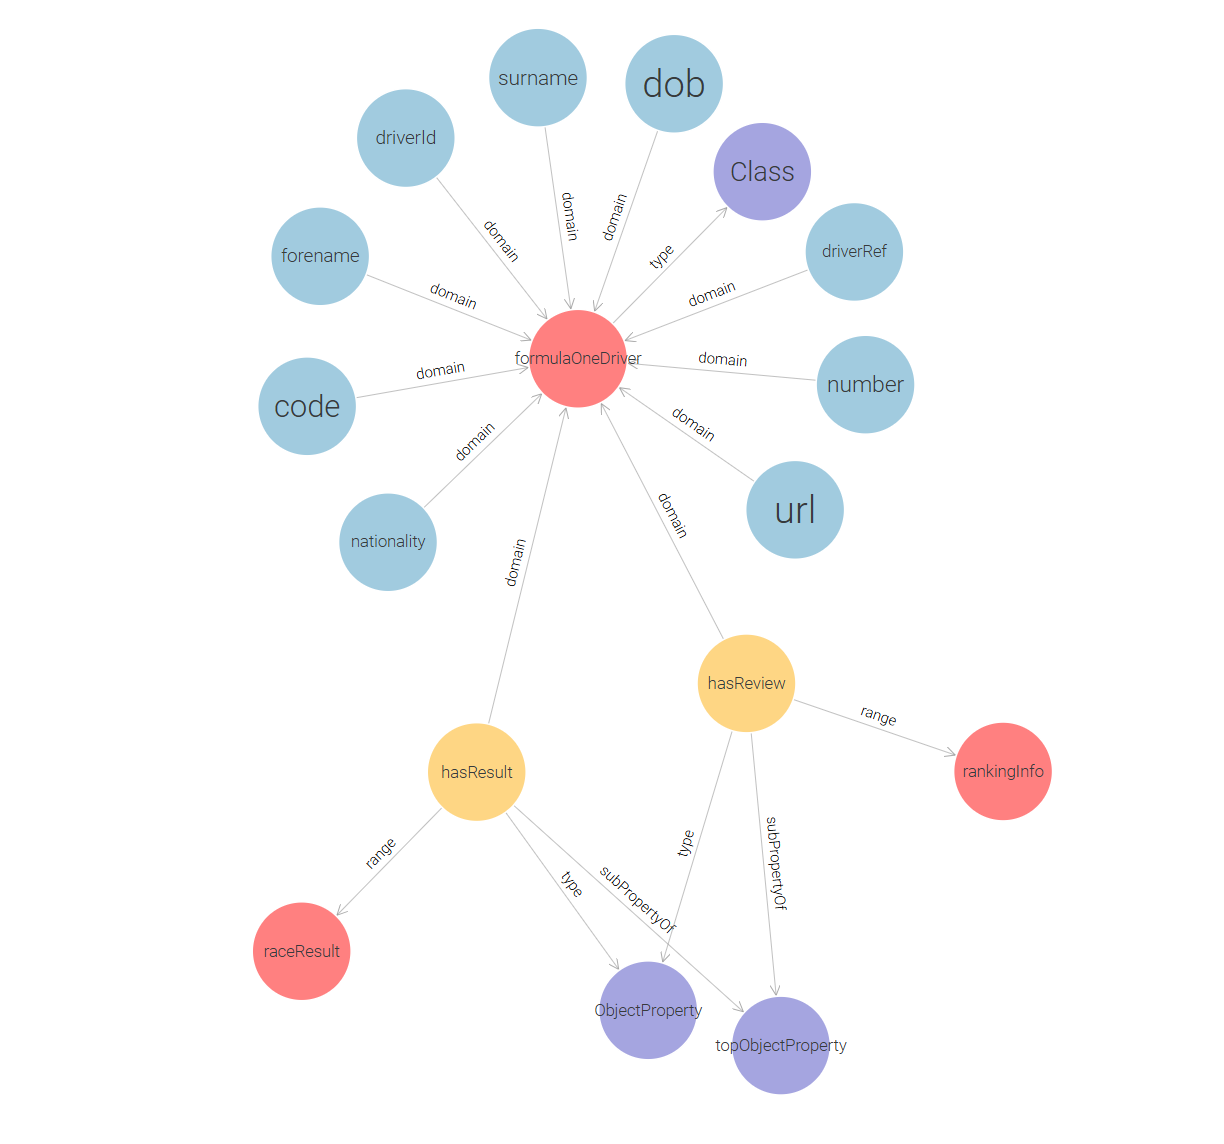 surname
dob
driverId
Class
domain
domain
domain
driverRef
forename
type
domain
domain
formulaOneDriver
domain
domain
number
code
domain
domain
nationality
url
domain
domain
hasReview
range
hasResult
rankingInfo
range
type
subPropertyOf
type
subPropertyOf
raceResult
ObjectProperty
topObjectProperty